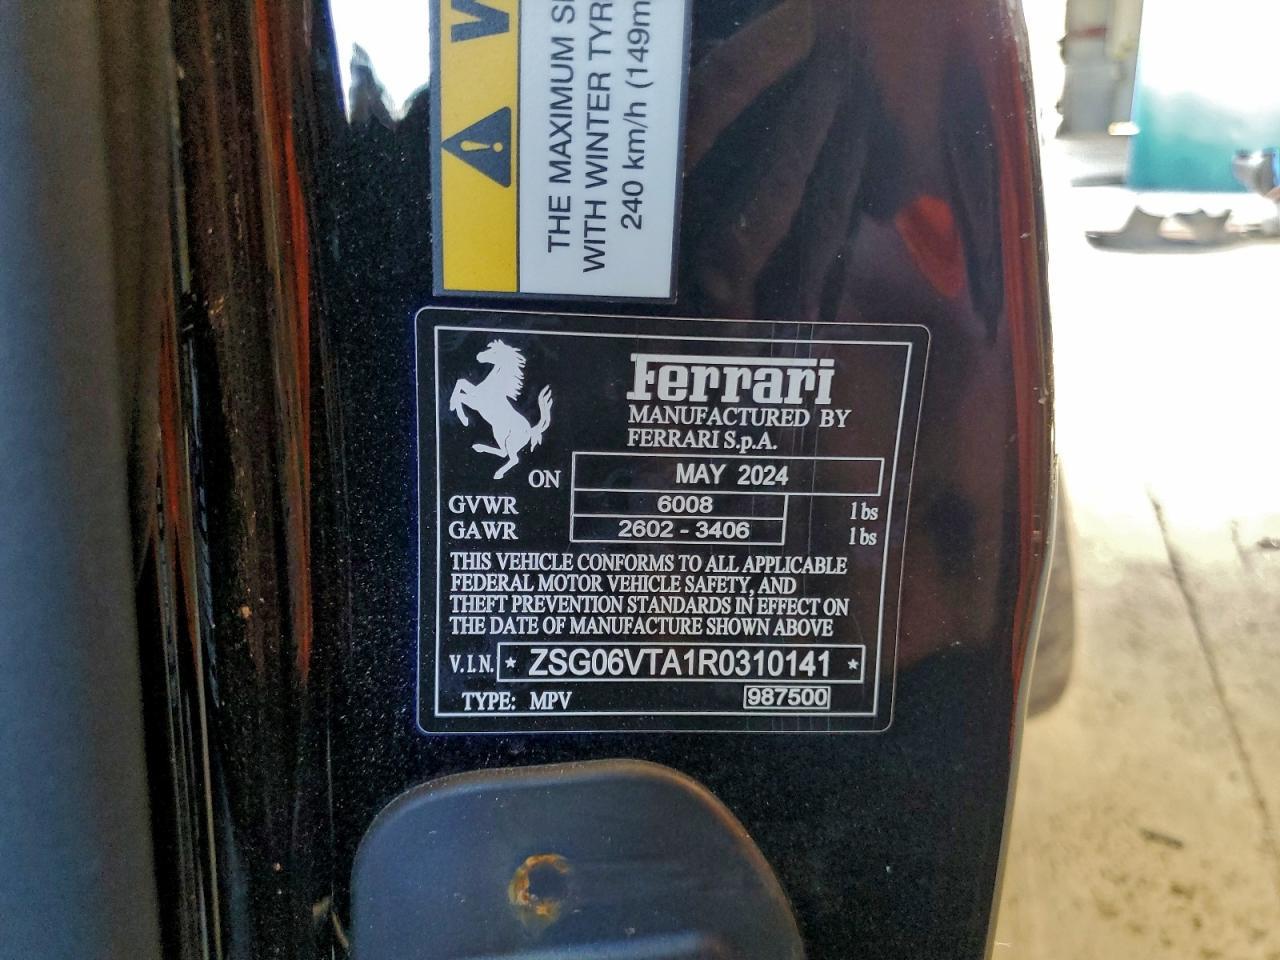 THE MAXIMUM
WITH WINTER TYR
240 km/h (149m
Ferrari
MANUFACTURED BY
FERRARI S.p.A.
ON MAY 2024
GVWR 6008 lbs
GAWR 2602 - 3406 lbs
THIS VEHICLE CONFORMS TO ALL APPLICABLE
FEDERAL MOTOR VEHICLE SAFETY, AND
THEFT PREVENTION STANDARDS IN EFFECT ON
THE DATE OF MANUFACTURE SHOWN ABOVE
V.I.N. * ZSG06VTA1R0310141 *
TYPE: MPV 987500